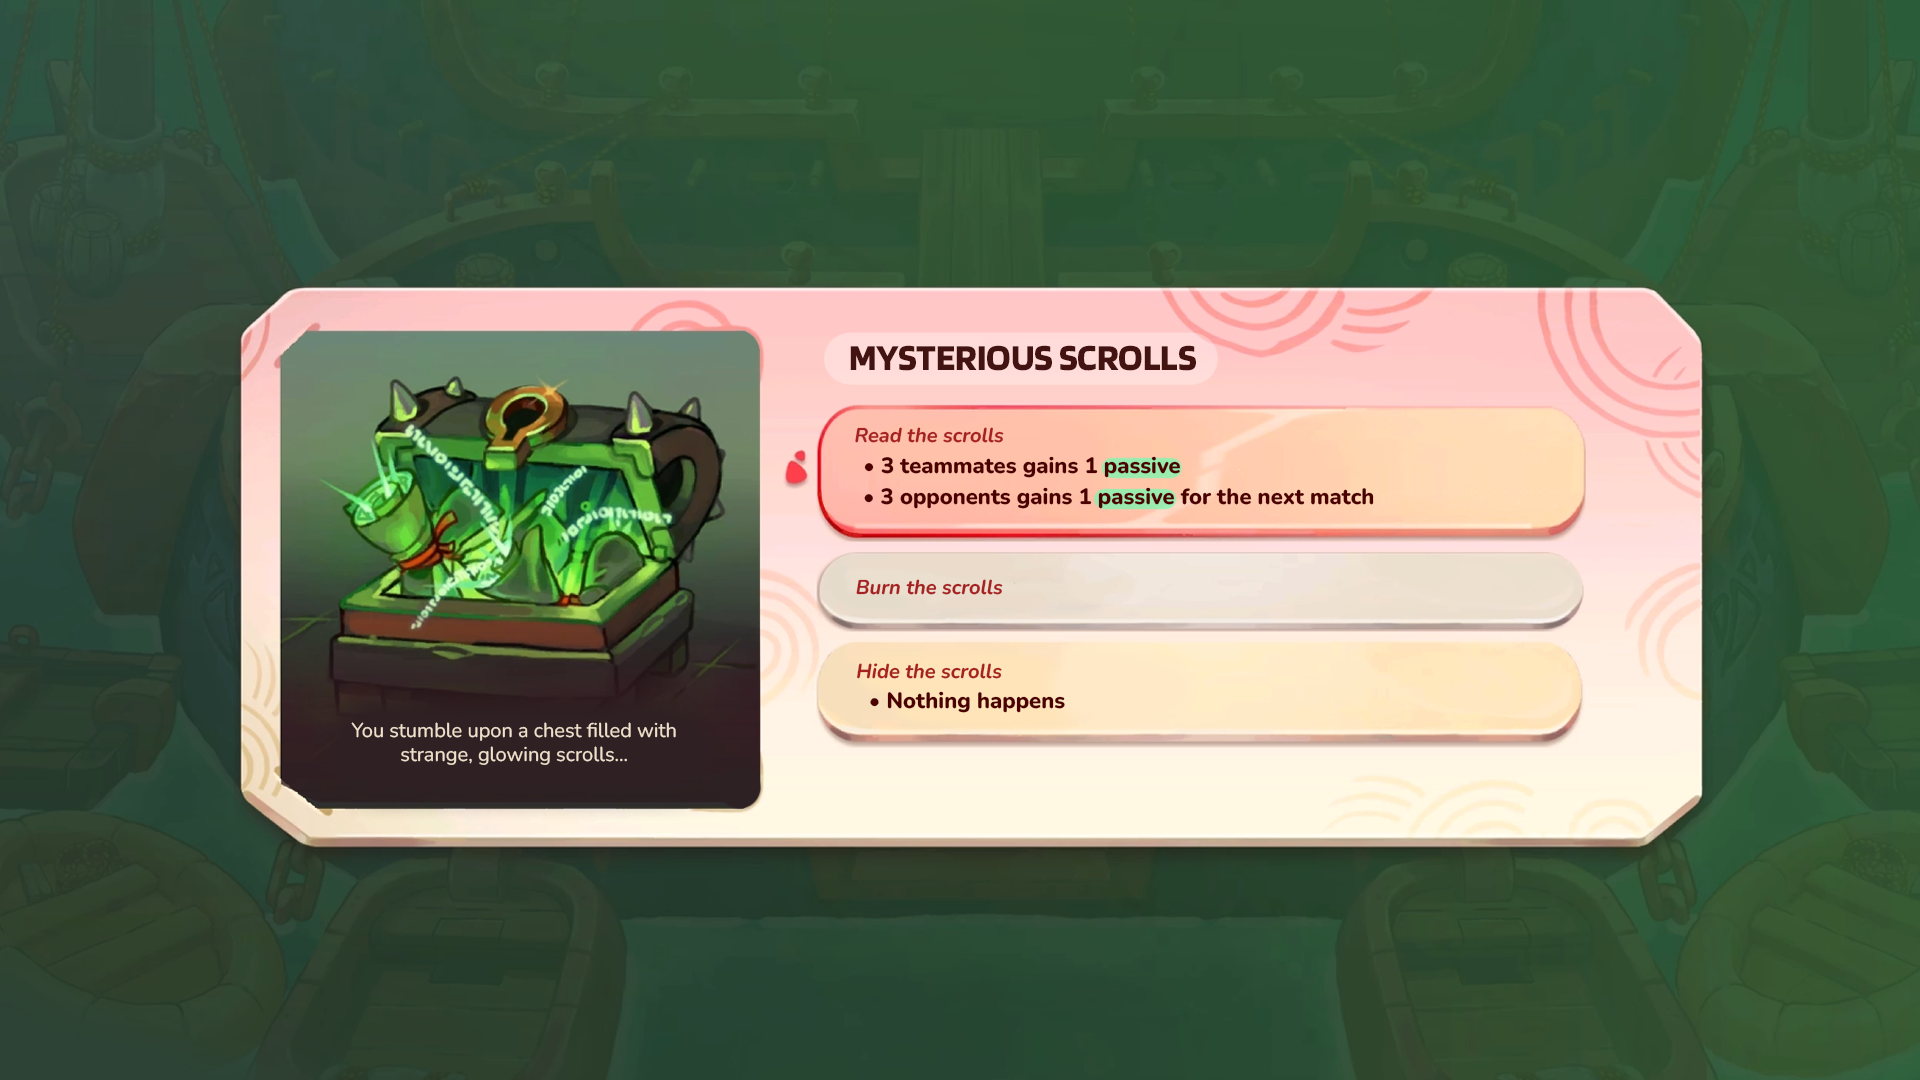 MYSTERIOUS SCROLLS
Read the scrolls
• 3 teammates gains 1 passive
• 3 opponents gains 1 passive for the next match
Burn the scrolls
Hide the scrolls
• Nothing happens
You stumble upon a chest filled with
strange, glowing scrolls...